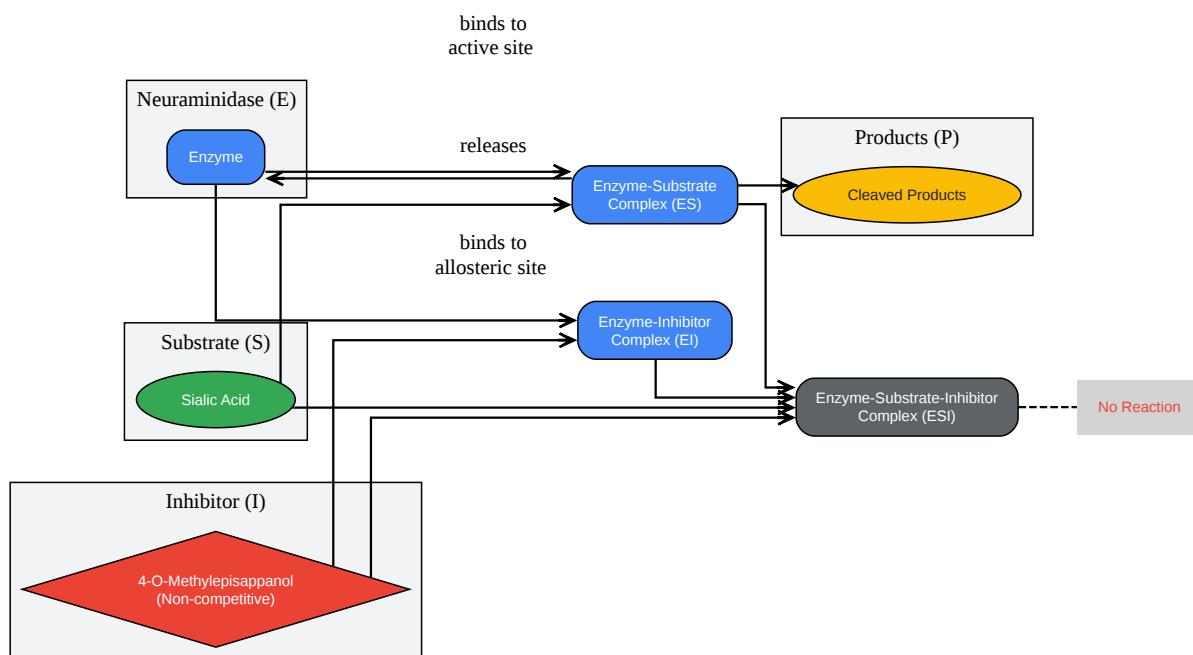 binds to
active site
Neuraminidase (E)
Enzyme
releases
Products (P)
Enzyme-Substrate
Complex (ES)
Cleaved Products
binds to
allosteric site
Enzyme-Inhibitor
Complex (EI)
Substrate (S)
Sialic Acid
Enzyme-Substrate-Inhibitor
Complex (ESI)
No Reaction
Inhibitor (I)
4-O-Methylepisappanol
(Non-competitive)